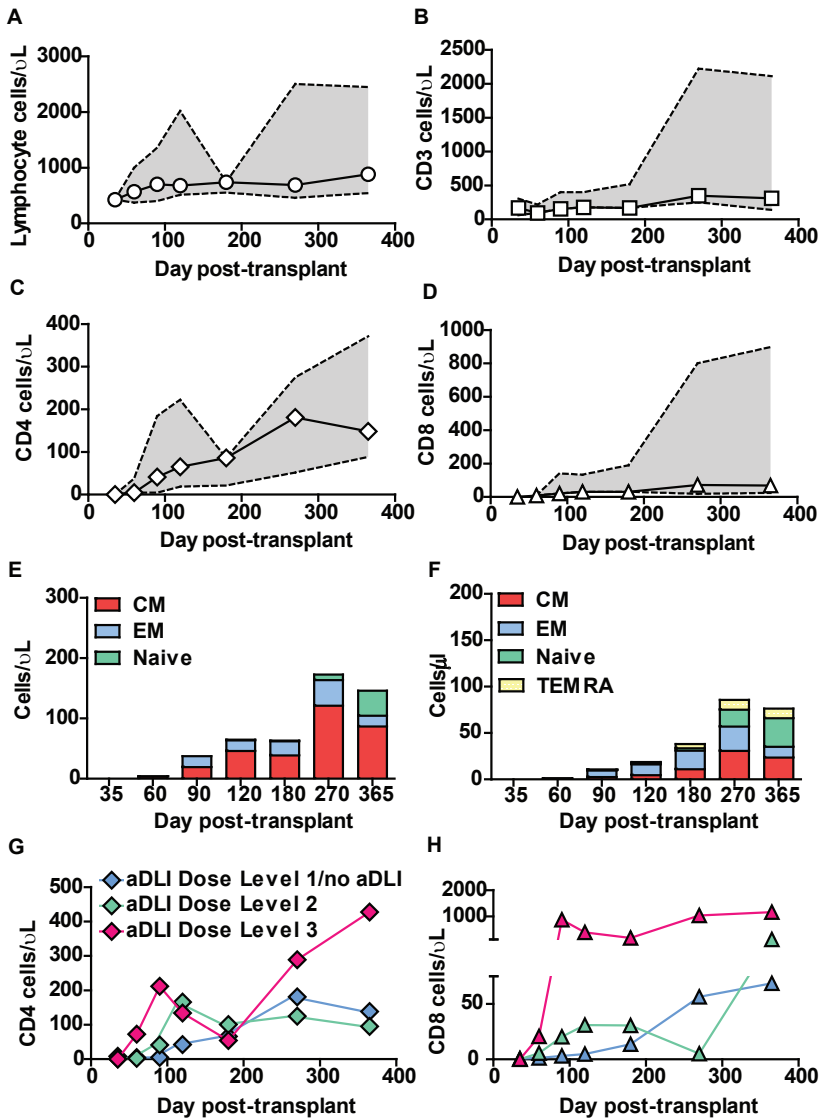 A
Lymphocyte cells/υL
3000
2000
1000
0
0 100 200 300 400
Day post-transplant
B
CD3 cells/υL
2500
2000
1500
1000
500
0
0 100 200 300 400
Day post-transplant
C
CD4 cells/υL
400
300
200
100
0
0 100 200 300 400
Day post-transplant
D
CD8 cells/υL
1000
800
600
400
200
0
0 100 200 300 400
Day post-transplant
E
Cells/υL
300
200
100
0
CM
EM
Naive
35 60 90 120 180 270 365
Day post-transplant
F
Cells/μl
200
150
100
50
0
CM
EM
Naive
TEMRA
35 60 90 120 180 270 365
Day post-transplant
G
CD4 cells/υL
500
400
300
200
100
0
aDLI Dose Level 1/no aDLI
aDLI Dose Level 2
aDLI Dose Level 3
0 100 200 300 400
Day post-transplant
H
CD8 cells/υL
2000
1000
50
0
0 100 200 300 400
Day post-transplant